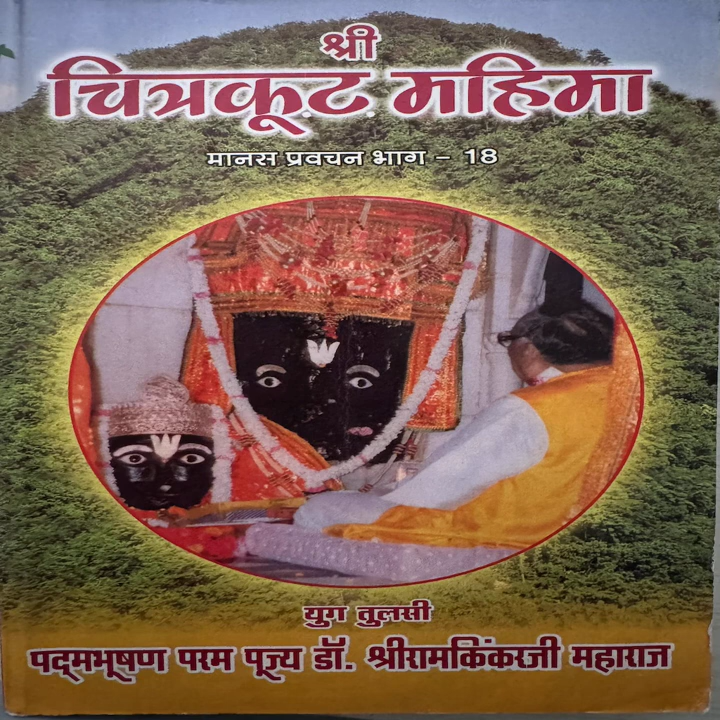 श्री
चित्रकूट महिमा
मानस प्रवचन भाग - 18
युग तुलसी
पद्मभूषण परम पूज्य डॉ. श्रीरामकिंकरजी महाराज